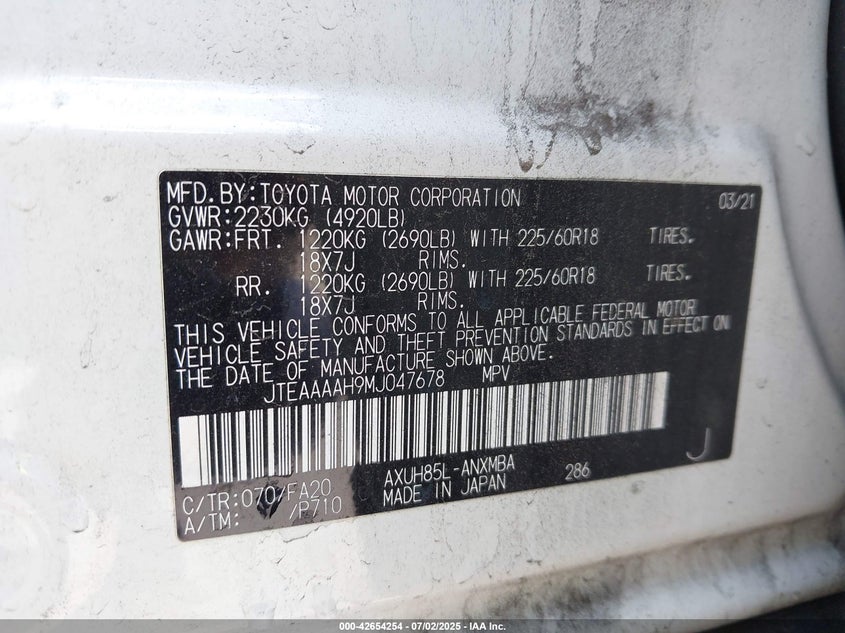 MFD.BY:TOYOTA MOTOR CORPORATION 03/21
GVWR:2230KG (4920LB)
GAWR:FRT. 1220KG (2690LB) WITH 225/60R18 TIRES.
18X7J RIMS.
RR. 1220KG (2690LB) WITH 225/60R18 TIRES.
18X7J RIMS.
THIS VEHICLE CONFORMS TO ALL APPLICABLE FEDERAL MOTOR
VEHICLE SAFETY AND THEFT PREVENTION STANDARDS IN EFFECT ON
THE DATE OF MANUFACTURE SHOWN ABOVE.
JTEAAAAH9MJ047678 MPV
J
C/TR:070/FA20 AXUH85L-ANXMBA 286
A/TM: /P710 MADE IN JAPAN
000-42654254 - 07/02/2025 - IAA Inc.